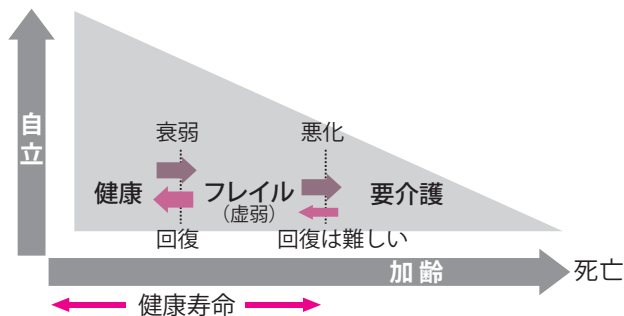 自立
衰弱
悪化
健康
フレイル
(虚弱)
要介護
回復
回復は難しい
加齢
死亡
健康寿命